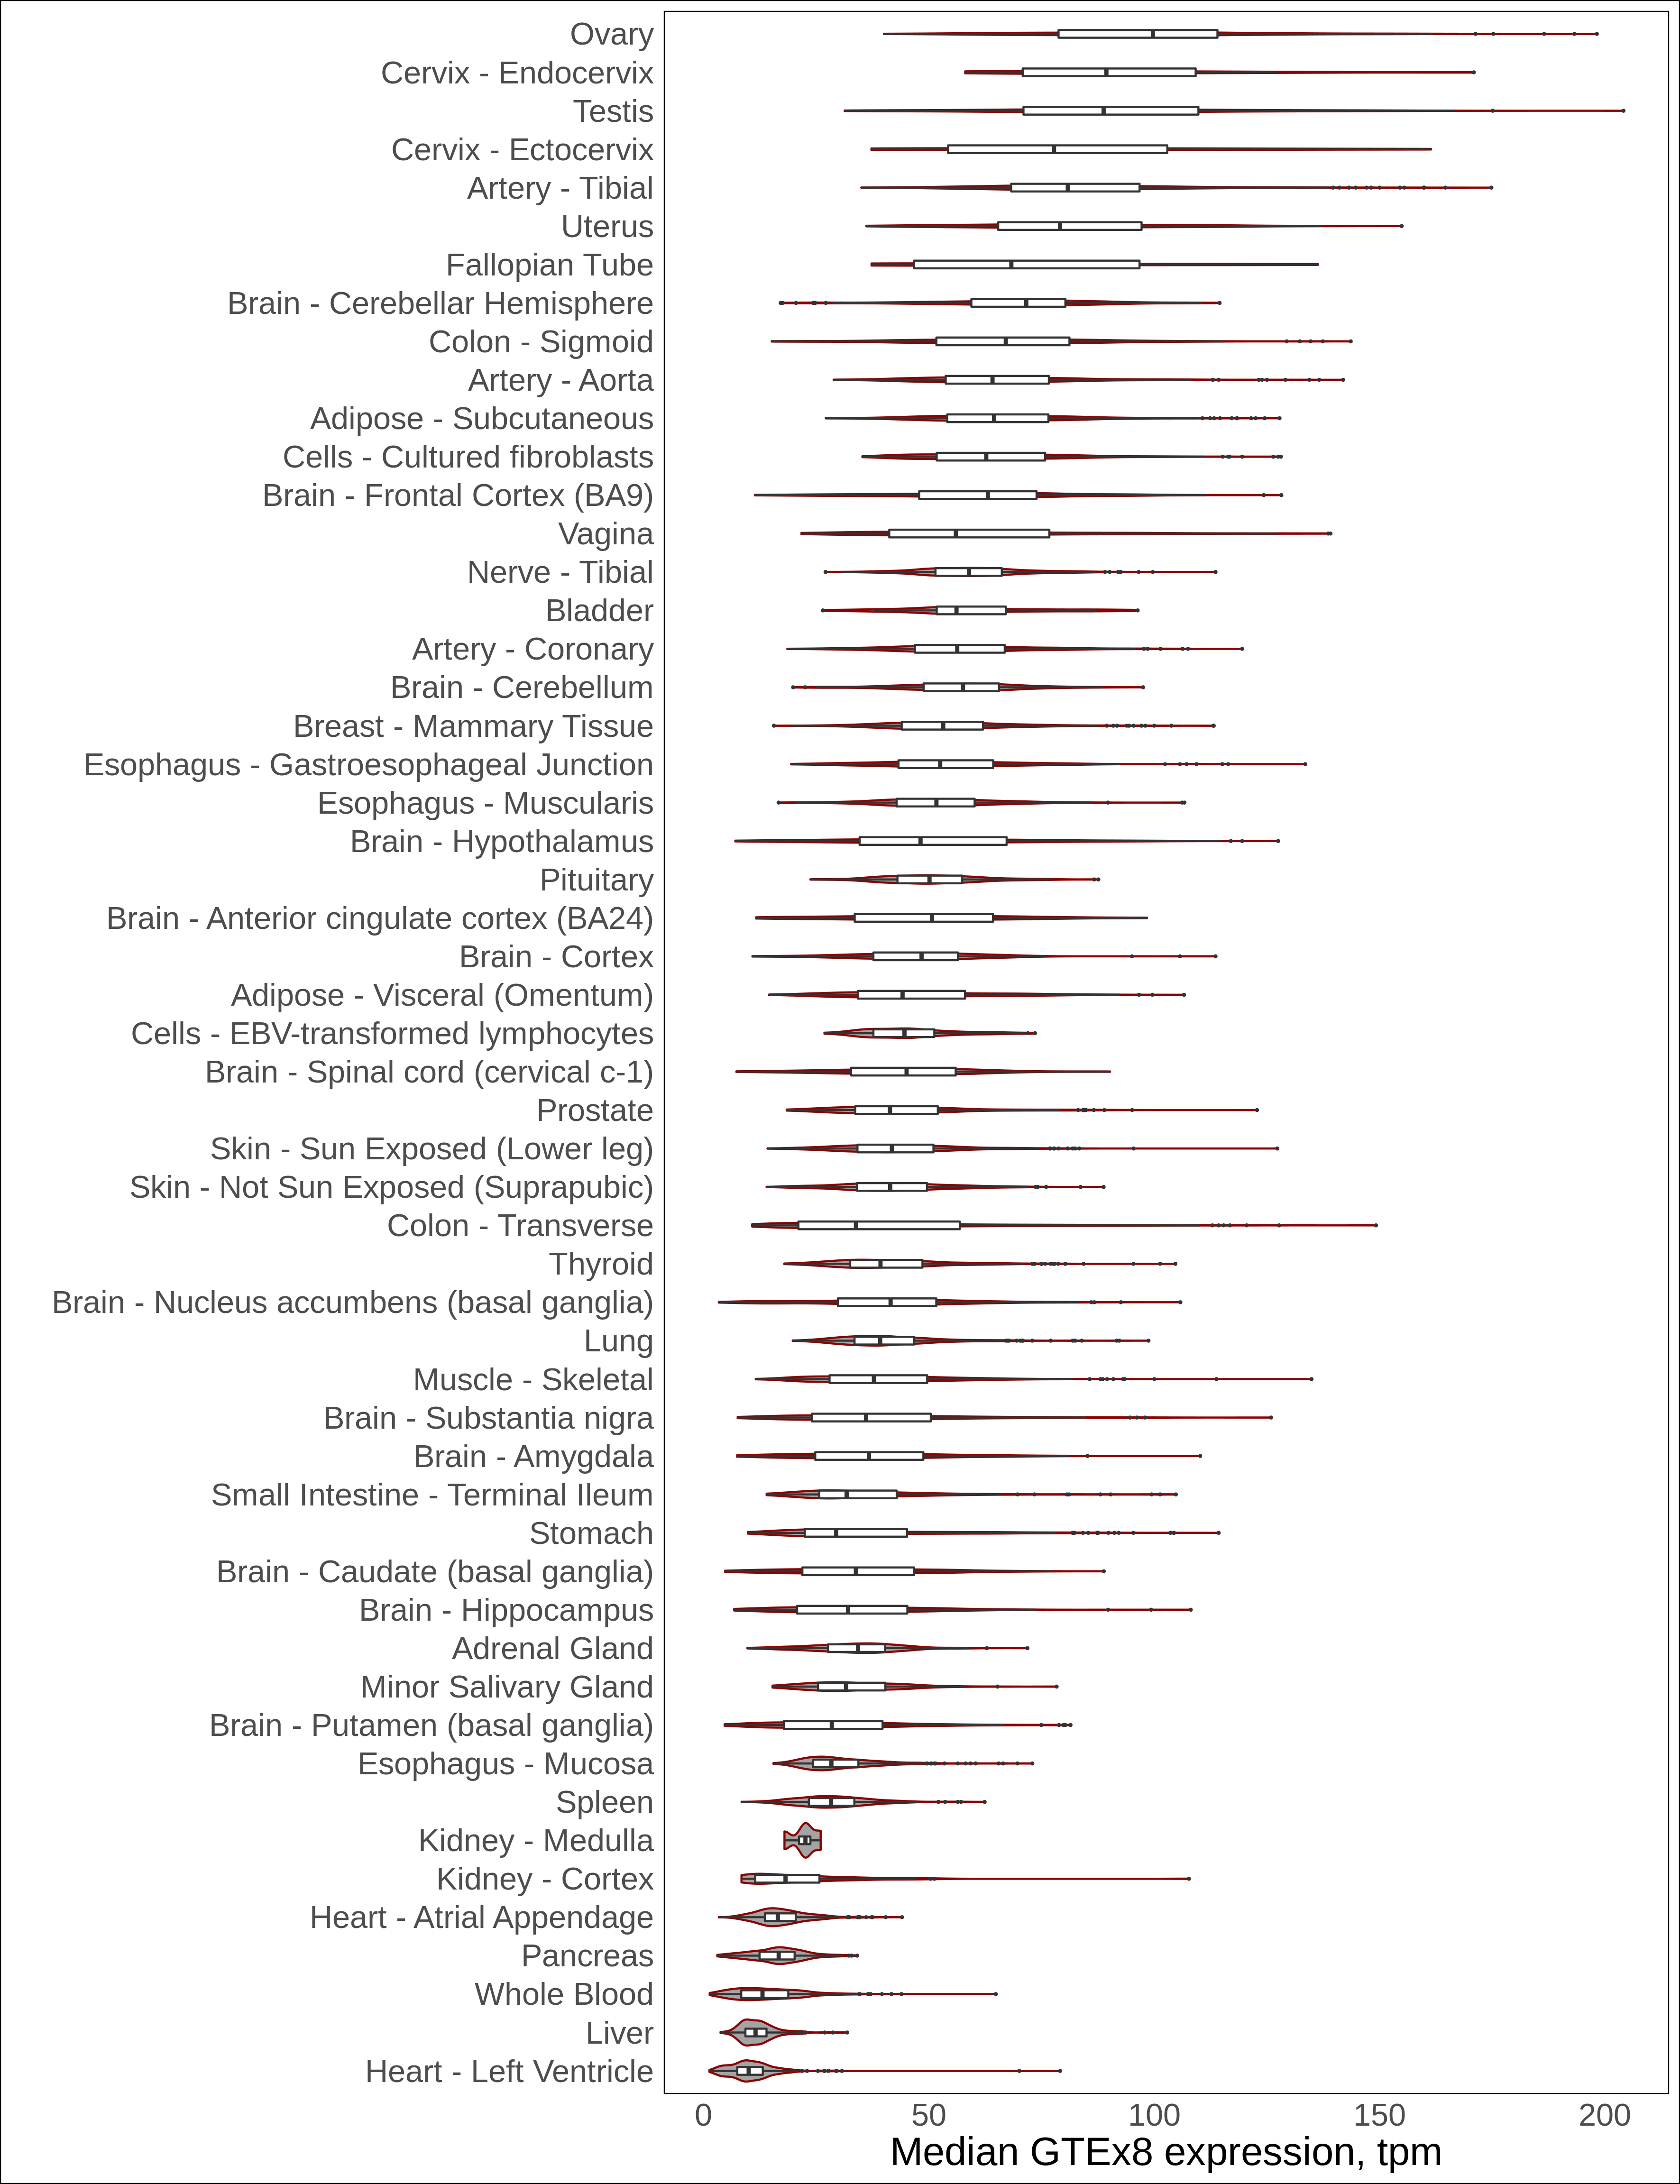 Ovary
Cervix - Endocervix
Testis
Cervix - Ectocervix
Artery - Tibial
Uterus
Fallopian Tube
Brain - Cerebellar Hemisphere
Colon - Sigmoid
Artery - Aorta
Adipose - Subcutaneous
Cells - Cultured fibroblasts
Brain - Frontal Cortex (BA9)
Vagina
Nerve - Tibial
Bladder
Artery - Coronary
Brain - Cerebellum
Breast - Mammary Tissue
Esophagus - Gastroesophageal Junction
Esophagus - Muscularis
Brain - Hypothalamus
Pituitary
Brain - Anterior cingulate cortex (BA24)
Brain - Cortex
Adipose - Visceral (Omentum)
Cells - EBV-transformed lymphocytes
Brain - Spinal cord (cervical c-1)
Prostate
Skin - Sun Exposed (Lower leg)
Skin - Not Sun Exposed (Suprapubic)
Colon - Transverse
Thyroid
Brain - Nucleus accumbens (basal ganglia)
Lung
Muscle - Skeletal
Brain - Substantia nigra
Brain - Amygdala
Small Intestine - Terminal Ileum
Stomach
Brain - Caudate (basal ganglia)
Brain - Hippocampus
Adrenal Gland
Minor Salivary Gland
Brain - Putamen (basal ganglia)
Esophagus - Mucosa
Spleen
Kidney - Medulla
Kidney - Cortex
Heart - Atrial Appendage
Pancreas
Whole Blood
Liver
Heart - Left Ventricle
0 50 100 150 200
Median GTEx8 expression, tpm